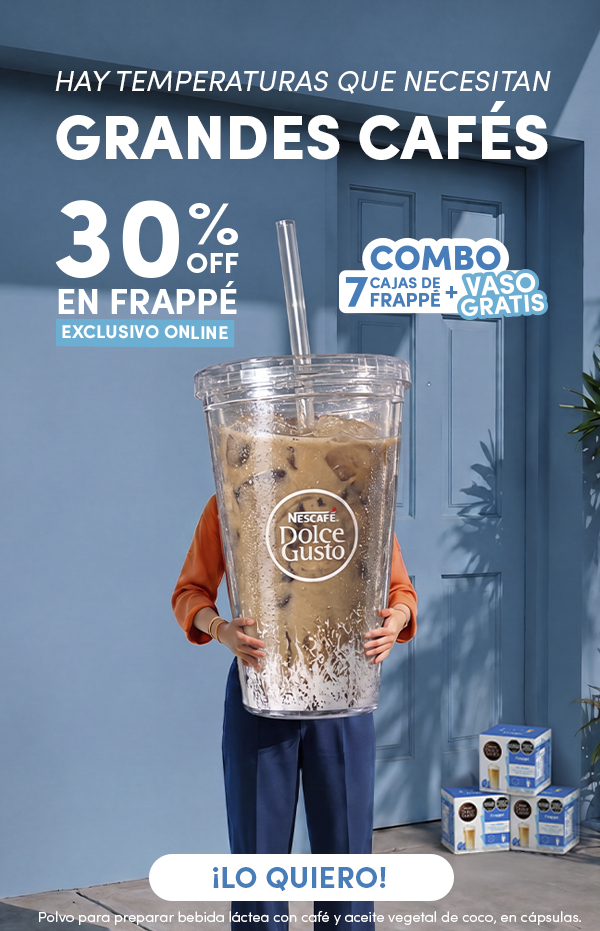 HAY TEMPERATURAS QUE NECESITAN
GRANDES CAFÉS
30% OFF
EN FRAPPÉ
EXCLUSIVO ONLINE
COMBO
7 CAJAS DE FRAPPÉ + VASO GRATIS
NESCAFÉ
Dolce
Gusto
¡LO QUIERO!
Polvo para preparar bebida láctea con café y aceite vegetal de coco, en cápsulas.